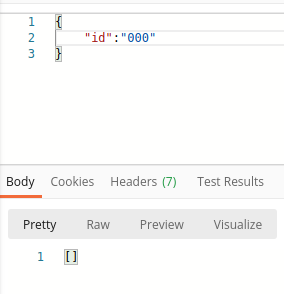 1 {
2 "id":"000"
3 }
Body Cookies Headers (7) Test Results
Pretty Raw Preview Visualize
1 []